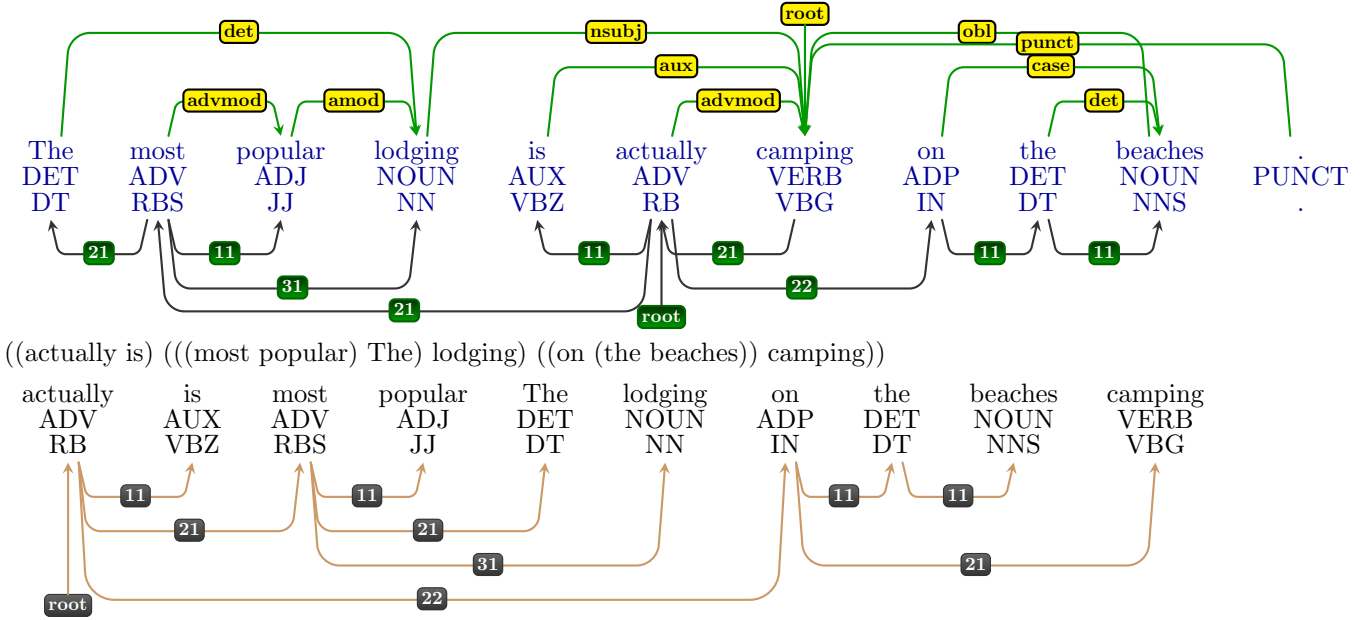 root
det nsubj obl
punct
aux case
advmod amod advmod det
The most popular lodging is actually camping on the beaches .
DET ADV ADJ NOUN AUX ADV VERB ADP DET NOUN PUNCT
DT RBS JJ NN VBZ RB VBG IN DT NNS .
21 11 11 21 11 11
31 22
21
root
((actually is) (((most popular) The) lodging) ((on (the beaches)) camping))
actually is most popular The lodging on the beaches camping
ADV AUX ADV ADJ DET NOUN ADP DET NOUN VERB
RB VBZ RBS JJ DT NN IN DT NNS VBG
11 11 11 11
21 21
31 21
22
root